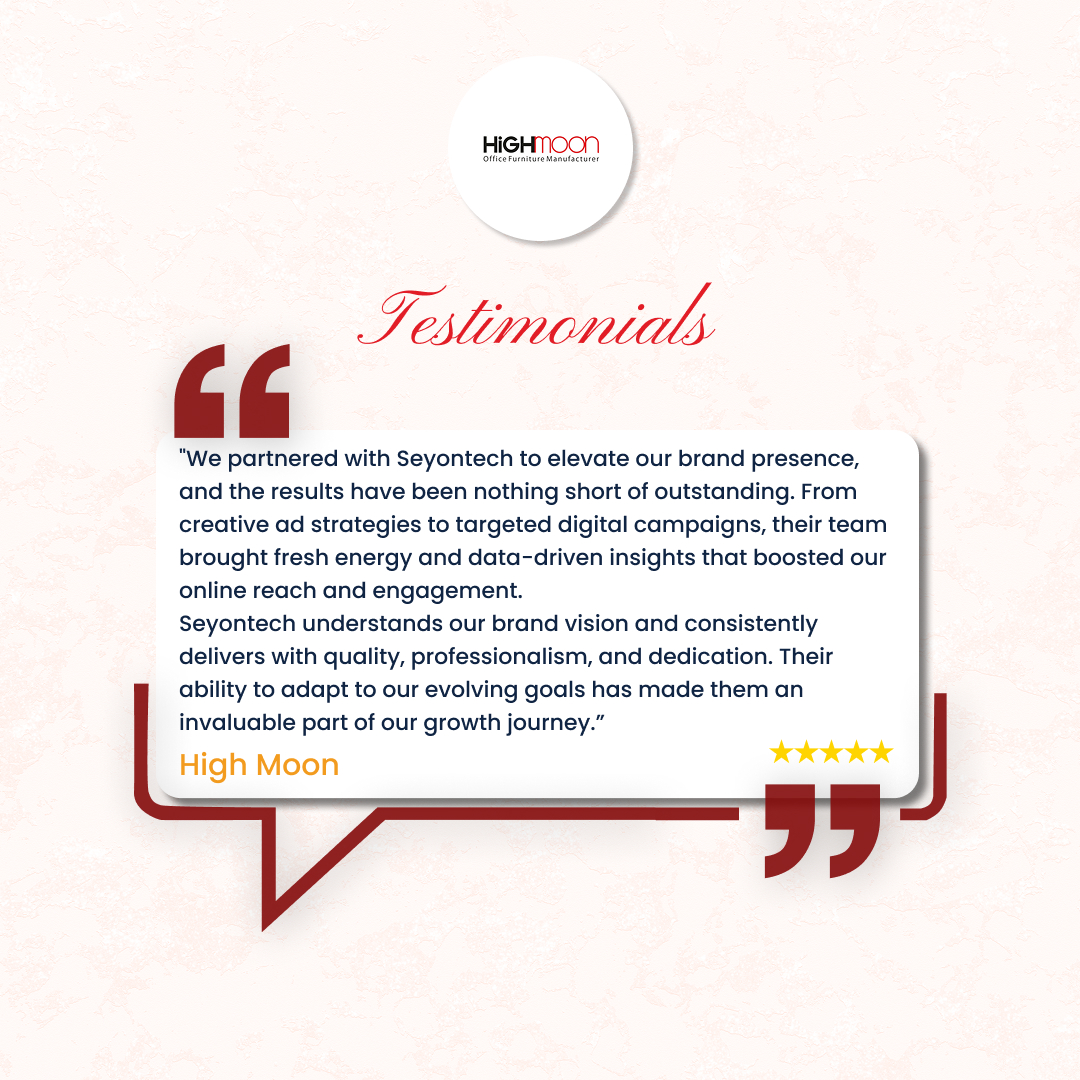 HiGHmoon
Office Furniture Manufacturer
Testimonials
"We partnered with Seyontech to elevate our brand presence,
and the results have been nothing short of outstanding. From
creative ad strategies to targeted digital campaigns, their team
brought fresh energy and data-driven insights that boosted our
online reach and engagement.
Seyontech understands our brand vision and consistently
delivers with quality, professionalism, and dedication. Their
ability to adapt to our evolving goals has made them an
invaluable part of our growth journey.”
High Moon